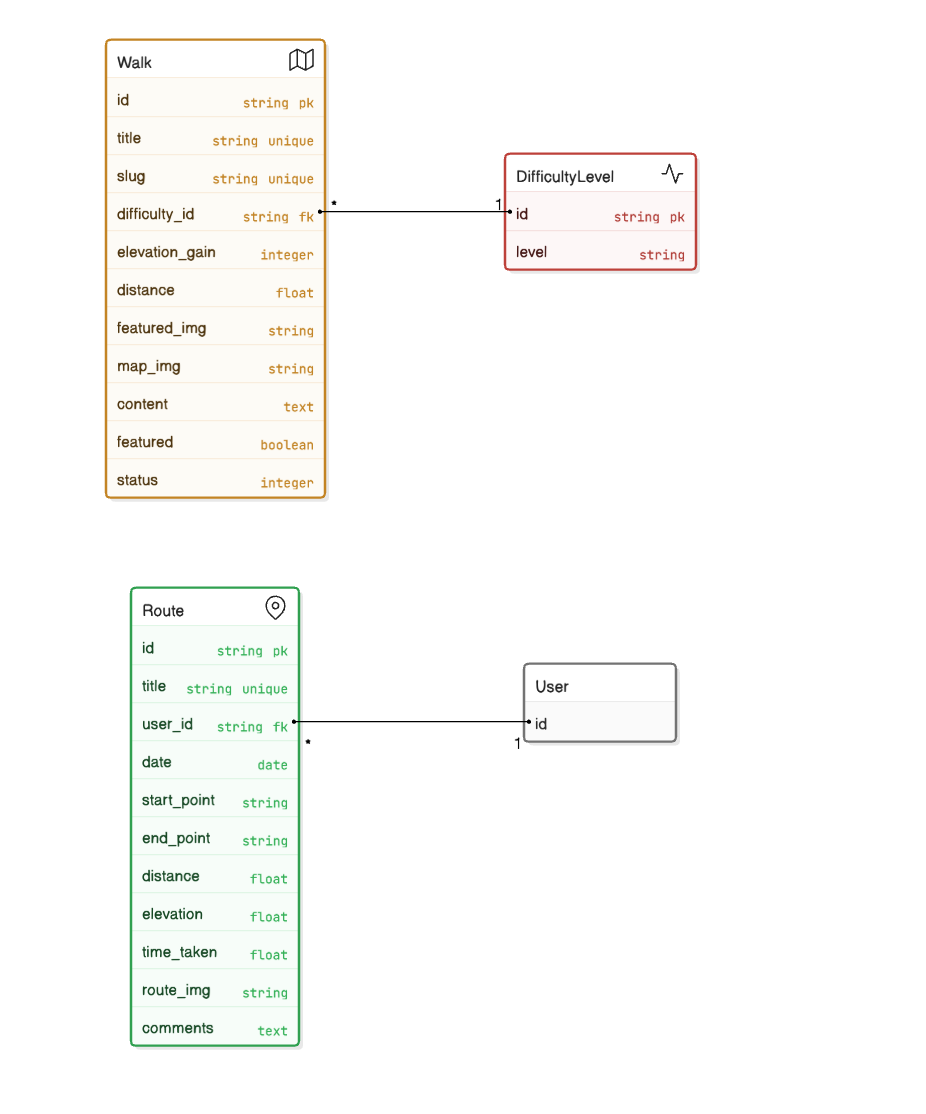 Walk
id string pk
title string unique
slug string unique
difficulty_id string fk
elevation_gain integer
distance float
featured_img string
map_img string
content text
featured boolean
status integer
* 1
DifficultyLevel
id string pk
level string
Route
id string pk
title string unique
user_id string fk
date date
start_point string
end_point string
distance float
elevation float
time_taken float
route_img string
comments text
* 1
User
id